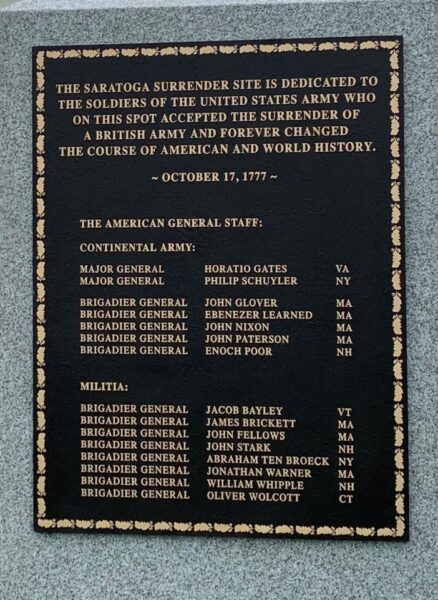 THE SARATOGA SURRENDER SITE IS DEDICATED TO
THE SOLDIERS OF THE UNITED STATES ARMY WHO
ON THIS SPOT ACCEPTED THE SURRENDER OF
A BRITISH ARMY AND FOREVER CHANGED
THE COURSE OF AMERICAN AND WORLD HISTORY.
~ OCTOBER 17, 1777 ~
THE AMERICAN GENERAL STAFF:
CONTINENTAL ARMY:
MAJOR GENERAL HORATIO GATES VA
MAJOR GENERAL PHILIP SCHUYLER NY
BRIGADIER GENERAL JOHN GLOVER MA
BRIGADIER GENERAL EBENEZER LEARNED MA
BRIGADIER GENERAL JOHN NIXON MA
BRIGADIER GENERAL JOHN PATERSON MA
BRIGADIER GENERAL ENOCH POOR NH
MILITIA:
BRIGADIER GENERAL JACOB BAYLEY VT
BRIGADIER GENERAL JAMES BRICKETT MA
BRIGADIER GENERAL JOHN FELLOWS MA
BRIGADIER GENERAL JOHN STARK NH
BRIGADIER GENERAL ABRAHAM TEN BROECK NY
BRIGADIER GENERAL JONATHAN WARNER MA
BRIGADIER GENERAL WILLIAM WHIPPLE NH
BRIGADIER GENERAL OLIVER WOLCOTT CT